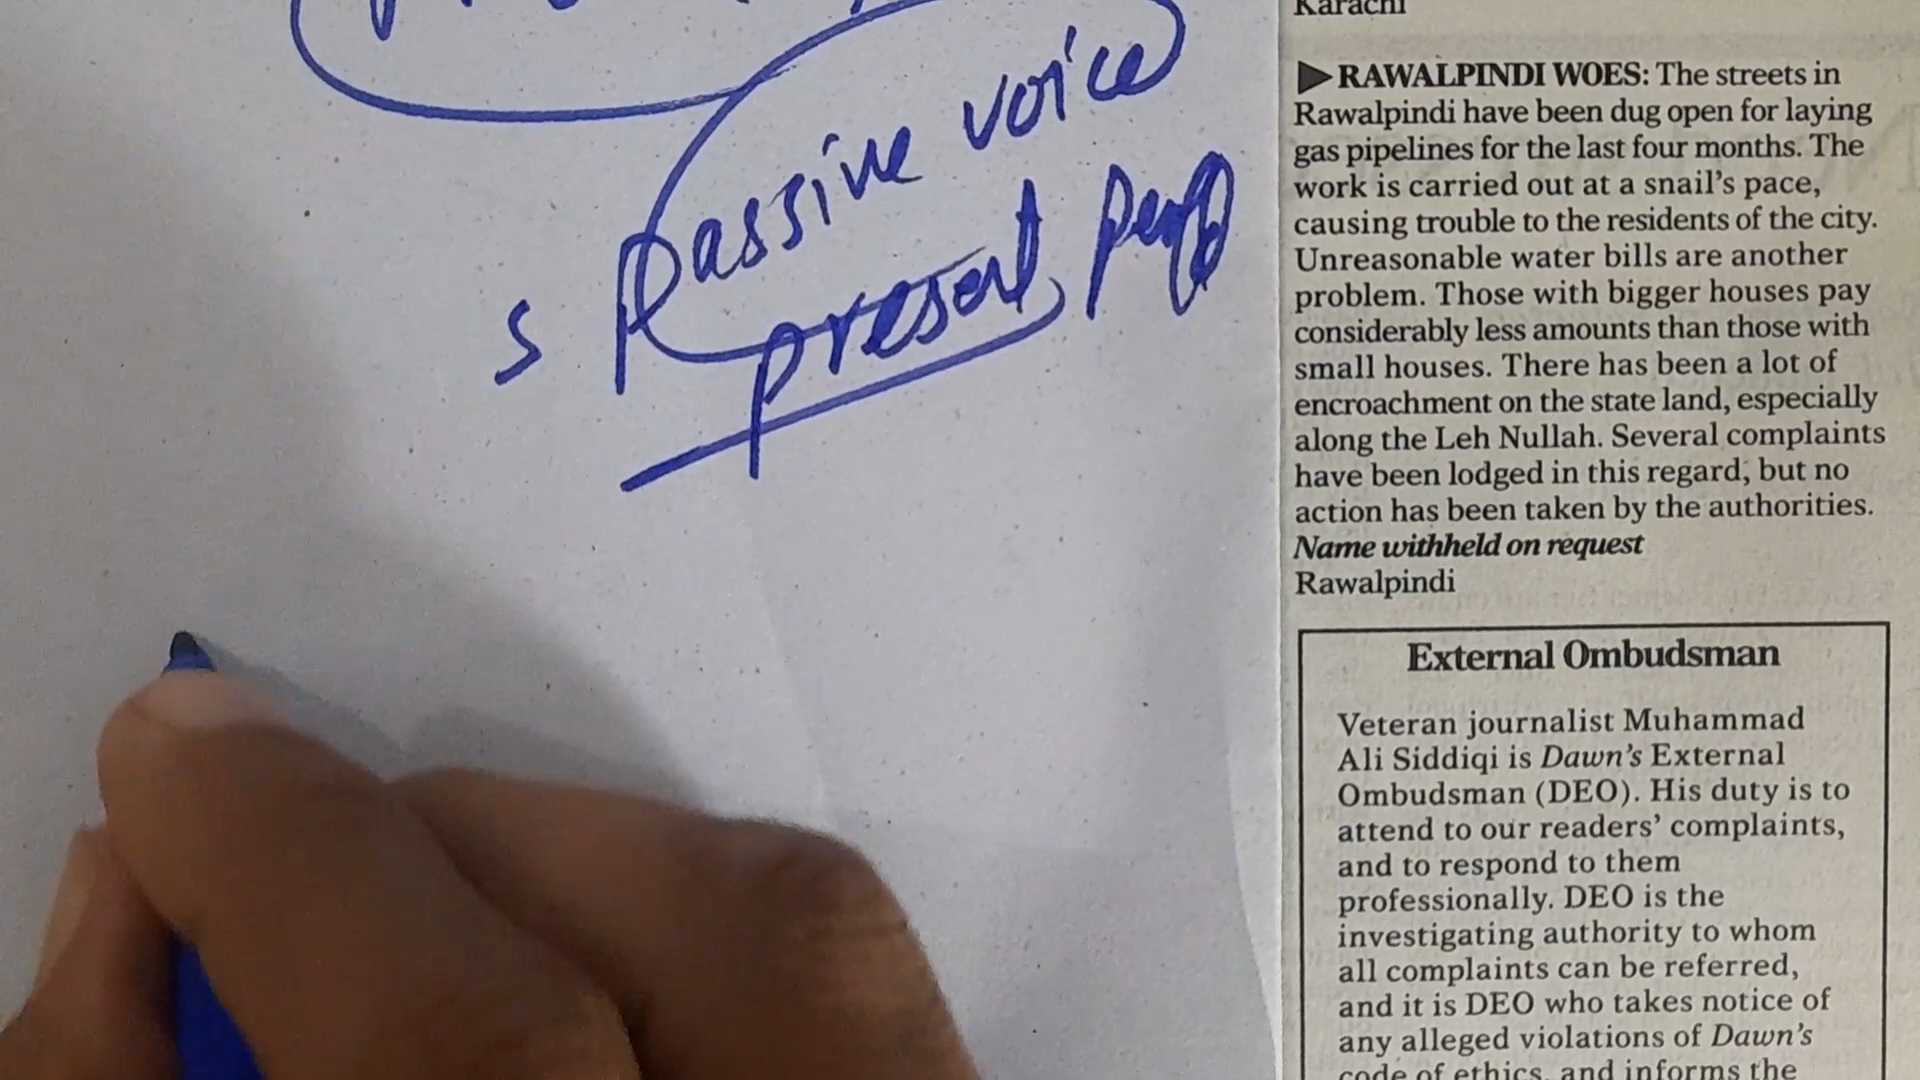 Passive voice
s present perf
Karachi
RAWALPINDI WOES: The streets in
Rawalpindi have been dug open for laying
gas pipelines for the last four months. The
work is carried out at a snail's pace,
causing trouble to the residents of the city.
Unreasonable water bills are another
problem. Those with bigger houses pay
considerably less amounts than those with
small houses. There has been a lot of
encroachment on the state land, especially
along the Leh Nullah. Several complaints
have been lodged in this regard, but no
action has been taken by the authorities.
Name withheld on request
Rawalpindi
External Ombudsman
Veteran journalist Muhammad
Ali Siddiqi is Dawn's External
Ombudsman (DEO). His duty is to
attend to our readers' complaints,
and to respond to them
professionally. DEO is the
investigating authority to whom
all complaints can be referred,
and it is DEO who takes notice of
any alleged violations of Dawn's
code of ethics, and informs the